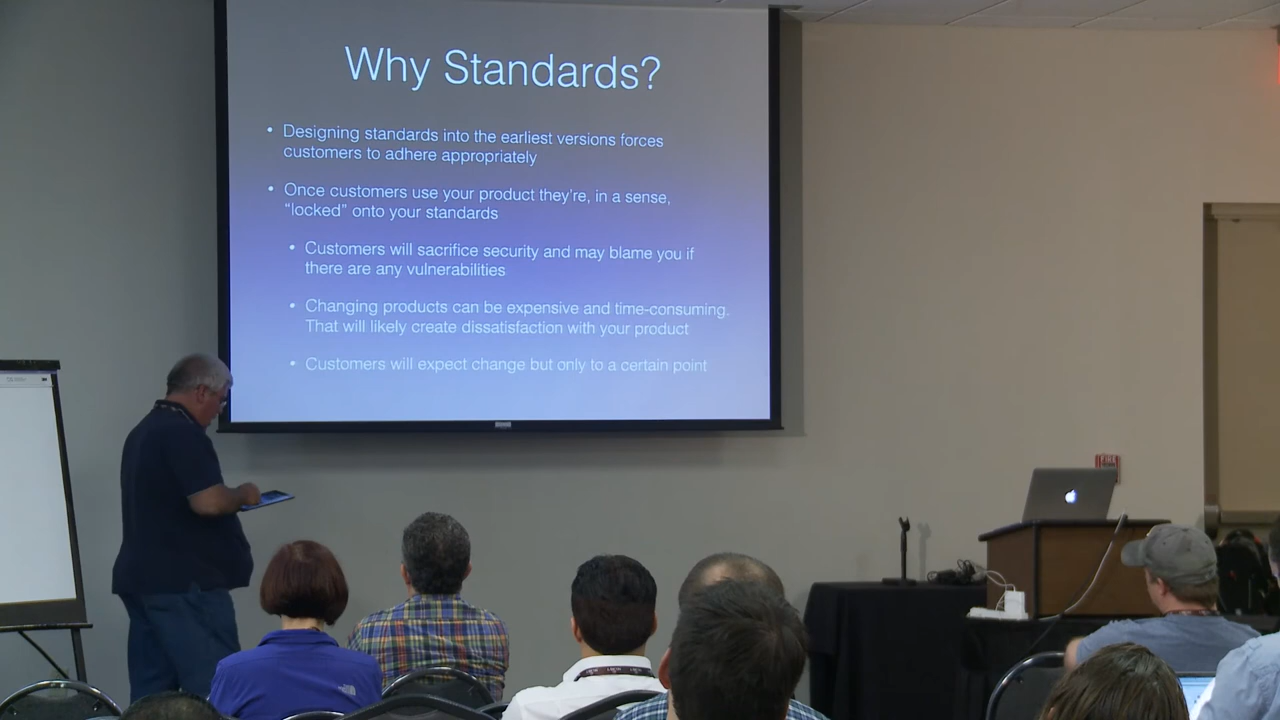 Why Standards?
• Designing standards into the earliest versions forces
customers to adhere appropriately
• Once customers use your product they're, in a sense,
“locked” onto your standards
• Customers will sacrifice security and may blame you if
there are any vulnerabilities
• Changing products can be expensive and time-consuming.
That will likely create dissatisfaction with your product
• Customers will expect change but only to a certain point
FIRE